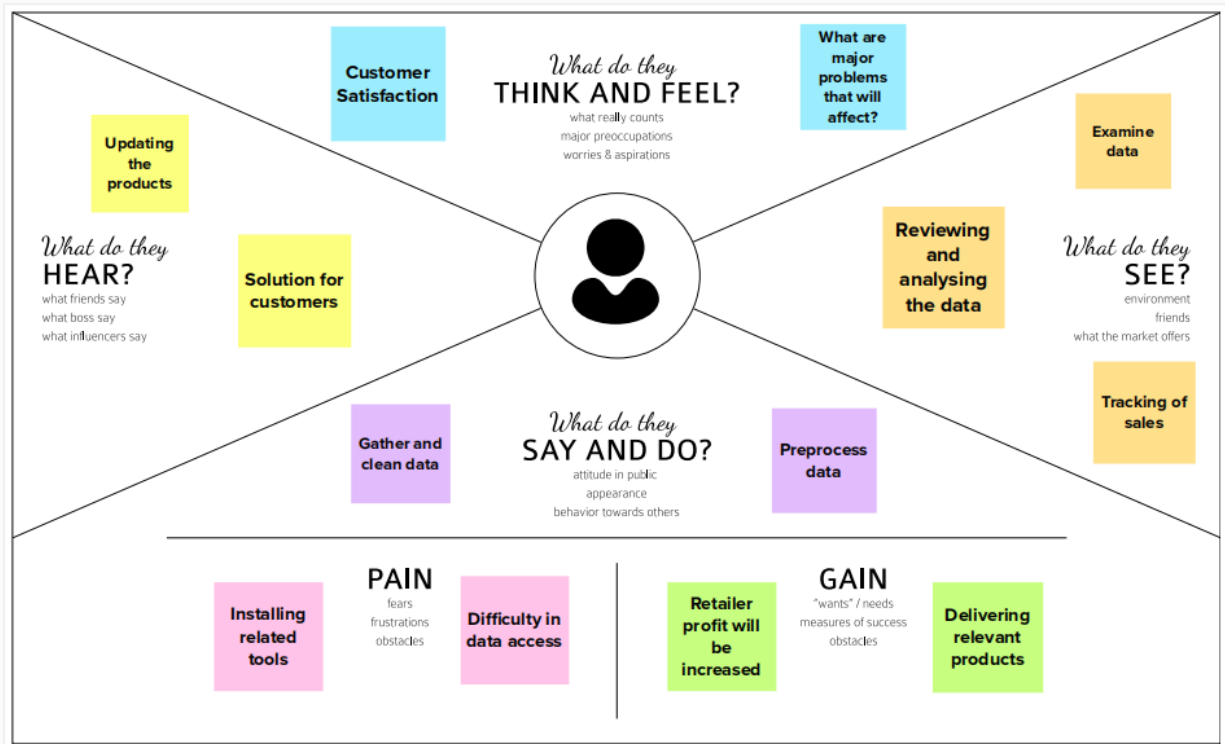 Customer
Satisfaction
What do they
THINK AND FEEL?
what really counts
major preoccupations
worries & aspirations
What are
major
problems
that will
affect?
Updating
the
products
What do they
HEAR?
what friends say
what boss say
what influencers say
Solution for
customers
Examine
data
Reviewing
and
analysing
the data
What do they
SEE?
environment
friends
what the market offers
Tracking of
sales
Gather and
clean data
What do they
SAY AND DO?
attitude in public
appearance
behavior towards others
Preprocess
data
Installing
related
tools
PAIN
fears
frustrations
obstacles
Difficulty in
data access
Retailer
profit will
be
increased
GAIN
"wants" / needs
measures of success
obstacles
Delivering
relevant
products